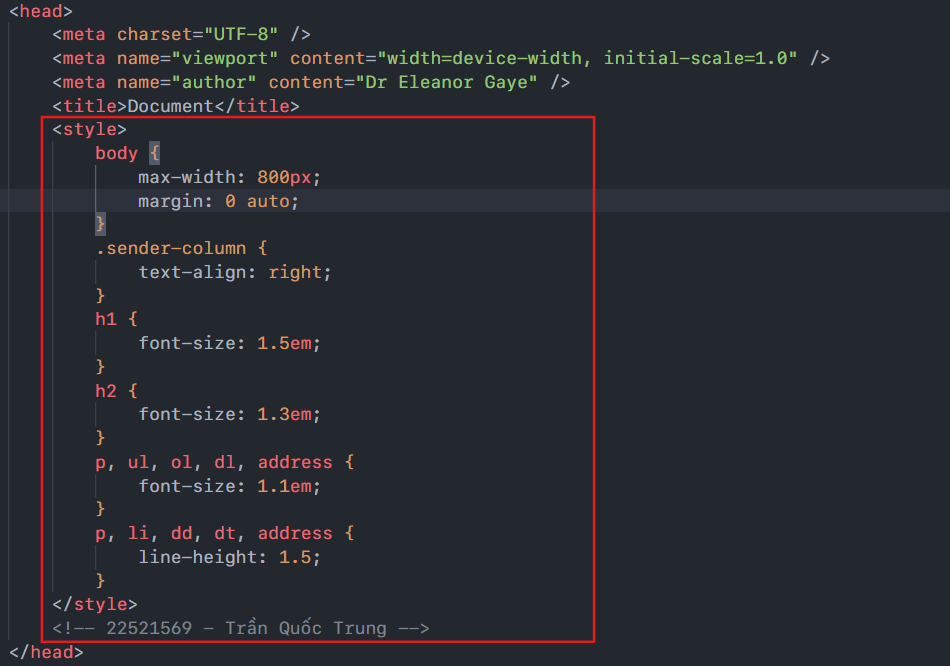 <head>
<meta charset="UTF-8" />
<meta name="viewport" content="width=device-width, initial-scale=1.0" />
<meta name="author" content="Dr Eleanor Gaye" />
<title>Document</title>
<style>
body {
max-width: 800px;
margin: 0 auto;
}
.sender-column {
text-align: right;
}
h1 {
font-size: 1.5em;
}
h2 {
font-size: 1.3em;
}
p, ul, ol, dl, address {
font-size: 1.1em;
}
p, li, dd, dt, address {
line-height: 1.5;
}
</style>
<!-- 22521569 - Trần Quốc Trung -->
</head>